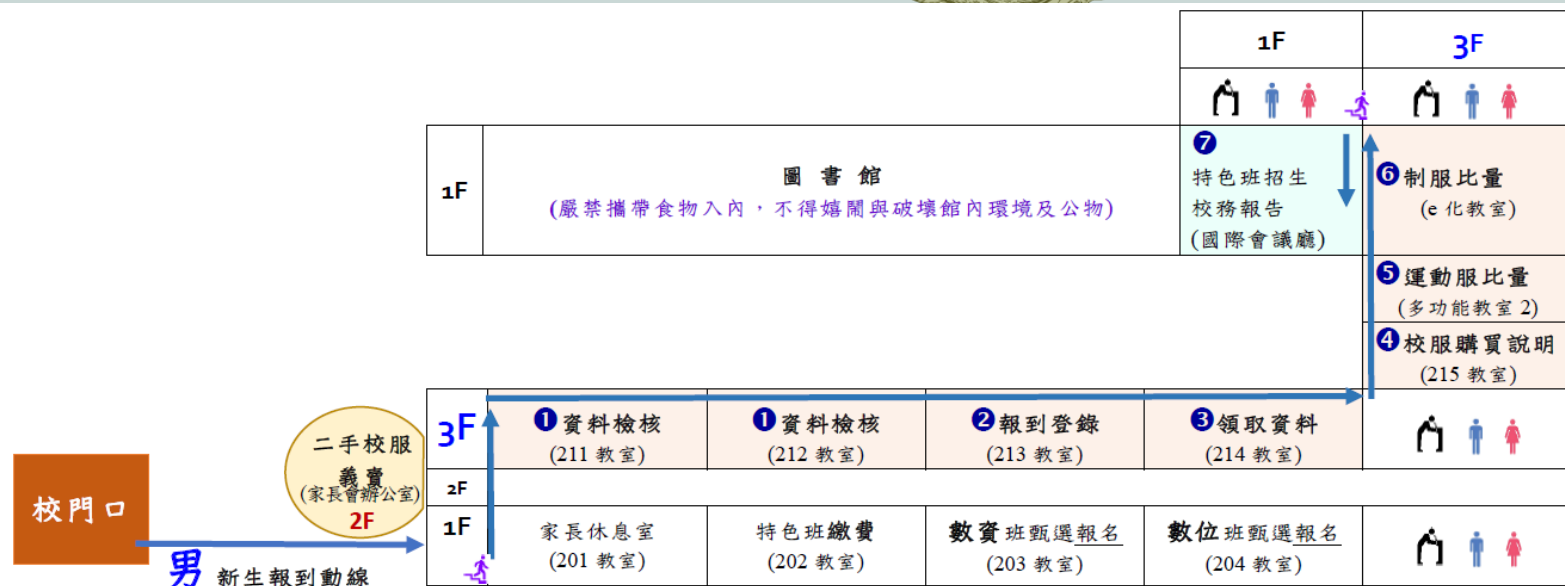 1F
3F
1F
圖 書 館
(嚴禁攜帶食物入內,不得嬉鬧與破壞館內環境及公物)
❼
特色班招生
校務報告
(國際會議廳)
❻制服比量
(e 化教室)
❺運動服比量
(多功能教室 2)
❹校服購買說明
(215 教室)
3F
❶資料檢核
(211 教室)
❶資料檢核
(212 教室)
❷報到登錄
(213 教室)
❸領取資料
(214 教室)
二手校服
義賣
(家長會辦公室)
2F
校門口
2F
1F
家長休息室
(201 教室)
特色班繳費
(202 教室)
數資班甄選報名
(203 教室)
數位班甄選報名
(204 教室)
男 新生報到動線